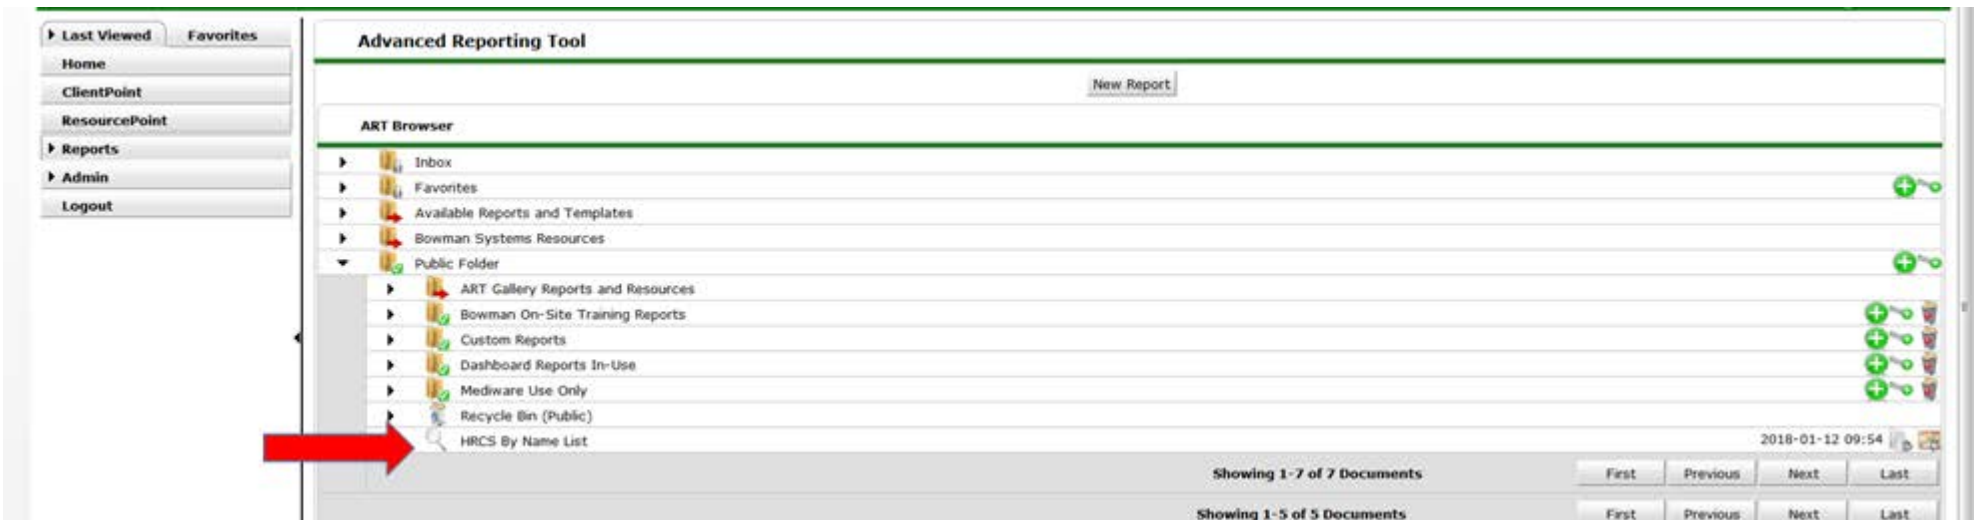 Last Viewed Favorites
Home
ClientPoint
ResourcePoint
Reports
Admin
Logout
Advanced Reporting Tool
New Report
ART Browser
Inbox
Favorites
Available Reports and Templates
Bowman Systems Resources
Public Folder
ART Gallery Reports and Resources
Bowman On-Site Training Reports
Custom Reports
Dashboard Reports In-Use
Mediware Use Only
Recycle Bin (Public)
HRCS By Name List 2018-01-12 09:54
Showing 1-7 of 7 Documents First Previous Next Last
Showing 1-5 of 5 Documents First Previous Next Last